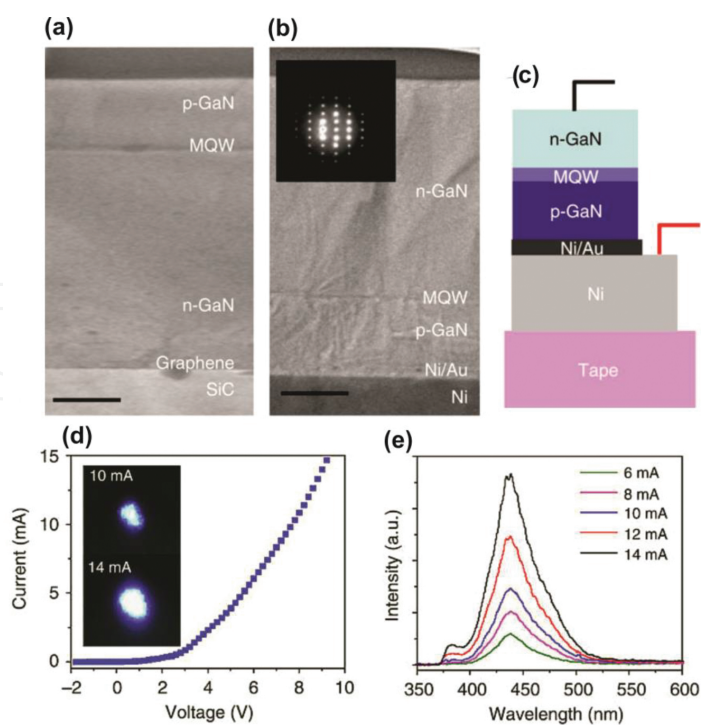 (a)
p-GaN
MQW
n-GaN
Graphene
SiC
(b)
n-GaN
MQW
p-GaN
Ni/Au
Ni
(c)
n-GaN
MQW
p-GaN
Ni/Au
Ni
Tape
(d)
10 mA
14 mA
15
10
5
0
Current (mA)
−2
0
2
4
6
8
10
Voltage (V)
(e)
6 mA
8 mA
10 mA
12 mA
14 mA
Intensity (a.u.)
350
400
450
500
550
600
Wavelength (nm)